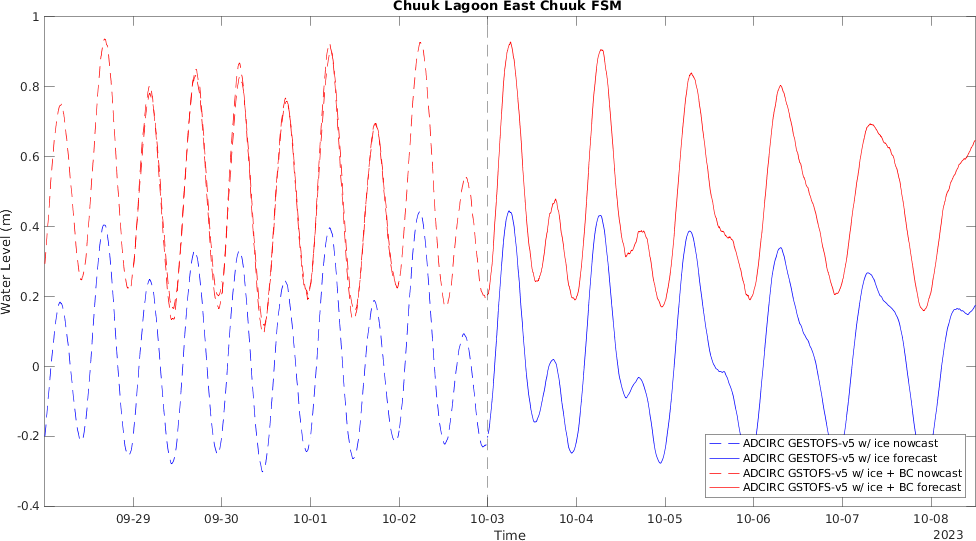 Chuuk Lagoon East Chuuk FSM
1
0.8
0.6
0.4
0.2
0
-0.2
-0.4
Water Level (m)
09-29
09-30
10-01
10-02
10-03
10-04
10-05
10-06
10-07
10-08
Time
2023
ADCIRC GESTOFS-v5 w/ ice nowcast
ADCIRC GESTOFS-v5 w/ ice forecast
ADCIRC GSTOFS-v5 w/ ice + BC nowcast
ADCIRC GSTOFS-v5 w/ ice + BC forecast